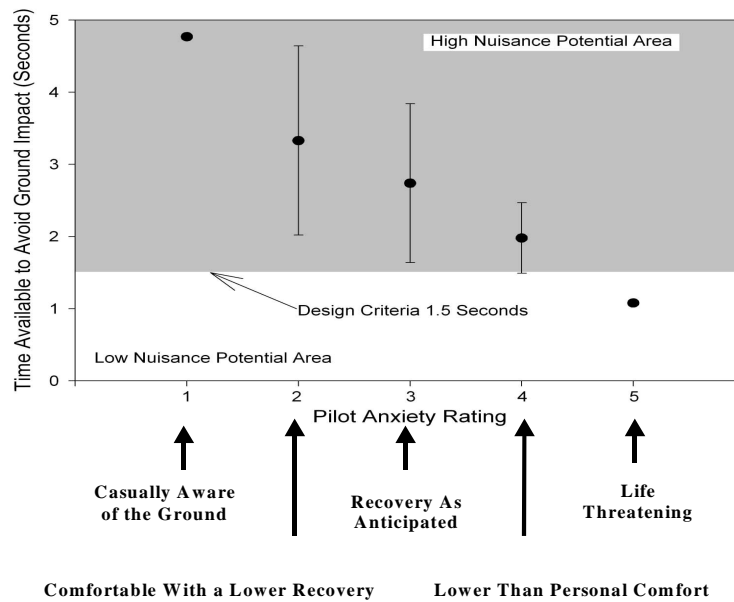 Time Available to Avoid Ground Impact (Seconds)
5
4
3
2
1
0
High Nuisance Potential Area
Design Criteria 1.5 Seconds
Low Nuisance Potential Area
1 2 3 4 5
Pilot Anxiety Rating
Casually Aware
of the Ground
Recovery As
Anticipated
Life
Threatening
Comfortable With a Lower Recovery
Lower Than Personal Comfort